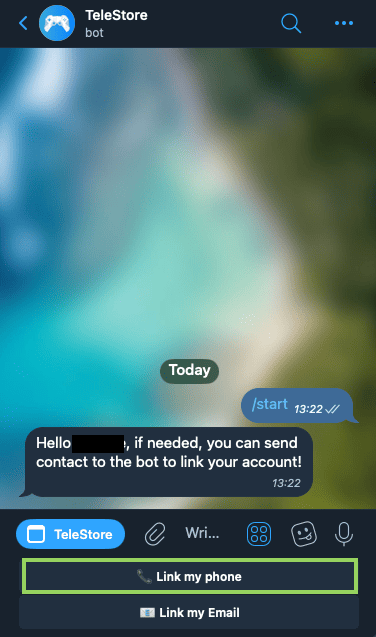 TeleStore
bot
Today
/start 13:22
Hello, if needed, you can send
contact to the bot to link your account!
13:22
TeleStore
Wri...
Link my phone
Link my Email